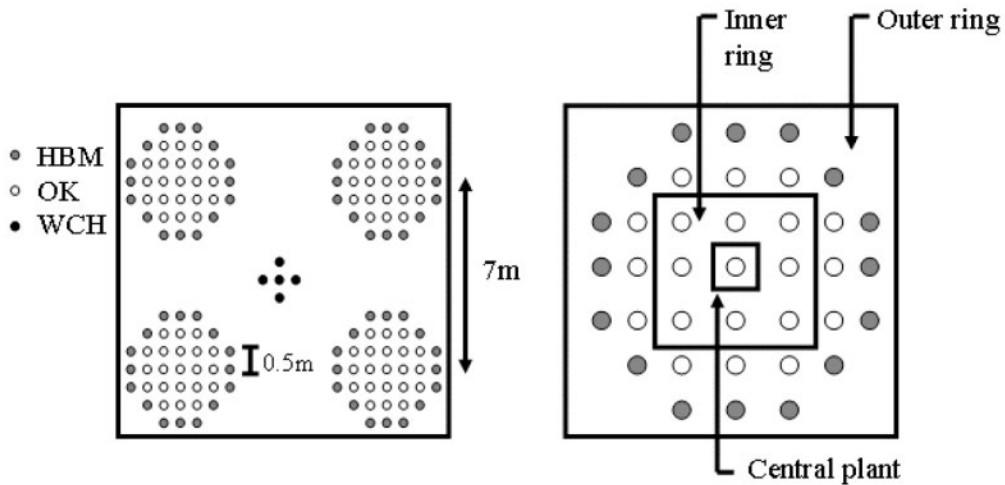 Inner
ring
Outer ring
HBM
OK
WCH
7m
0.5m
Central plant